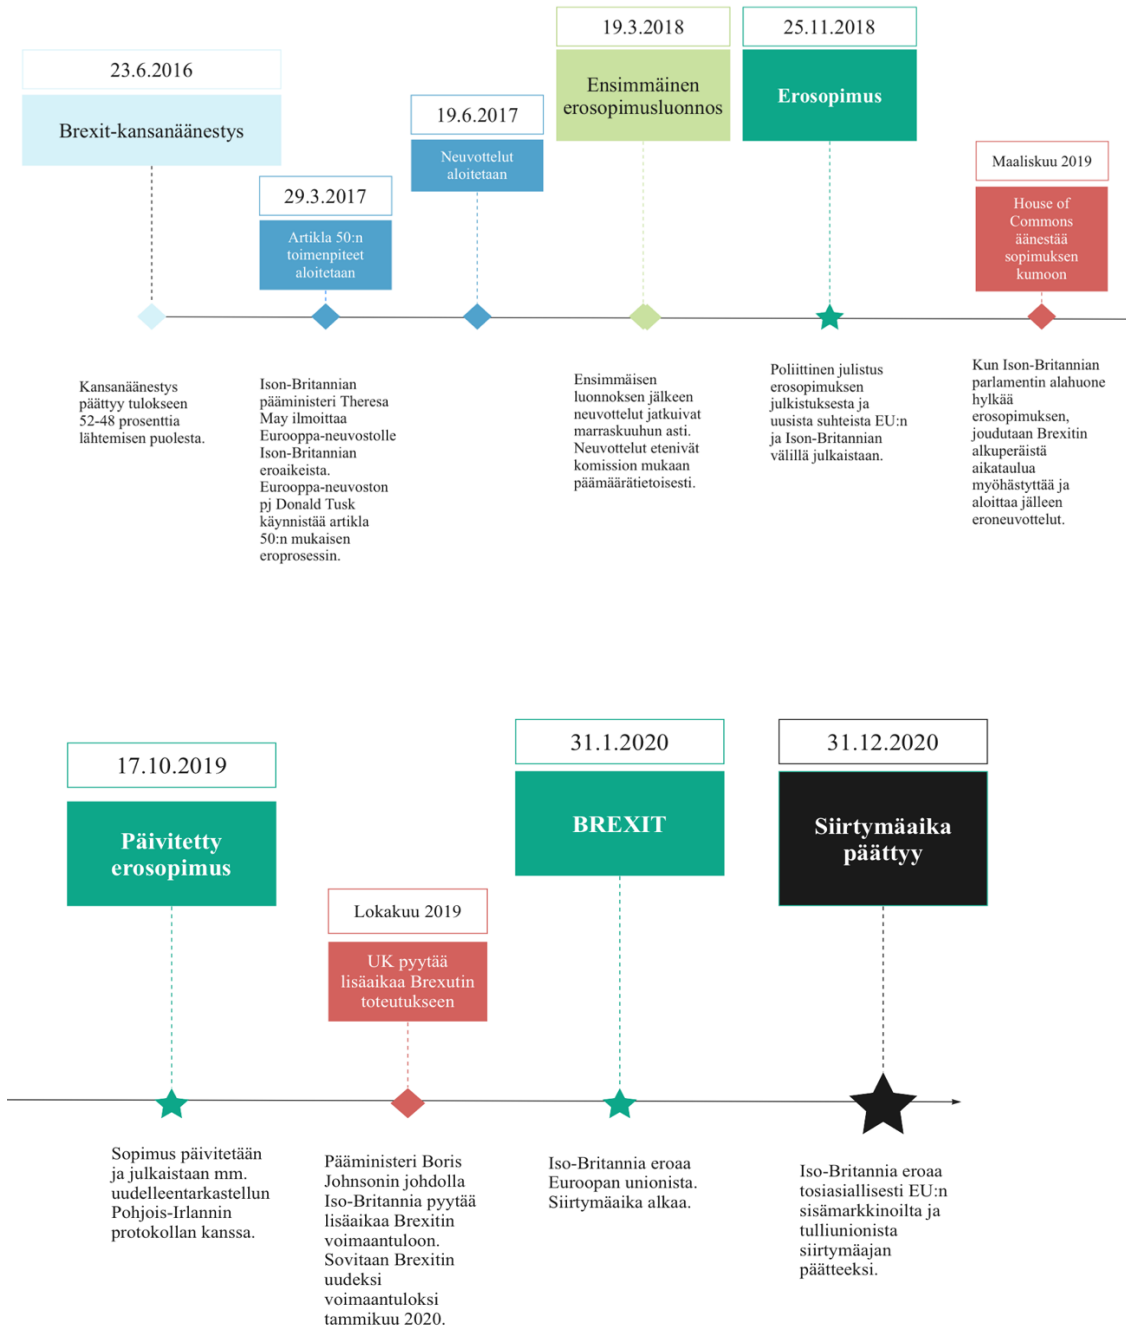 23.6.2016
Brexit-kansanäänestys
Kansanäänestys
päättyy tulokseen
52-48 prosenttia
lähtemisen puolesta.
29.3.2017
Artikla 50:n
toimenpiteet
aloitetaan
Ison-Britannian
pääministeri Theresa
May ilmoittaa
Eurooppa-neuvostolle
Ison-Britannian
eroaikeista.
Eurooppa-neuvoston
pj Donald Tusk
käynnistää artikla
50:n mukaisen
eroprosessin.
19.6.2017
Neuvottelut
aloitetaan
19.3.2018
Ensimmäinen
erosopimusluonnos
Ensimmäisen
luonnoksen jälkeen
neuvottelut jatkuivat
marraskuuhun asti.
Neuvottelut etenivät
komission mukaan
päämäärätietoisesti.
25.11.2018
Erosopimus
Poliittinen julistus
erosopimuksen
julkistuksesta ja
uusista suhteista EU:n
ja Ison-Britannian
välillä julkaistaan.
Maaliskuu 2019
House of
Commons
äänestää
sopimuksen
kumoon
Kun Ison-Britannian
parlamentin alahuone
hylkää
erosopimuksen,
joudutaan Brexitin
alkuperäistä
aikataulua
myöhästyttää ja
aloittaa jälleen
eroneuvottelut.
17.10.2019
Päivitetty
erosopimus
Sopimus päivitetään
ja julkaistaan mm.
uudelleentarkastellun
Pohjois-Irlannin
protokollan kanssa.
Lokakuu 2019
UK pyytää
lisäaikaa Brexutin
toteutukseen
Pääministeri Boris
Johnsonin johdolla
Iso-Britannia pyytää
lisäaikaa Brexitin
voimaantuloon.
Sovitaan Brexitin
uudeksi
voimaantuloksi
tammikuu 2020.
31.1.2020
BREXIT
Iso-Britannia eroaa
Euroopan unionista.
Siirtymäaika alkaa.
31.12.2020
Siirtymäaika
päättyy
Iso-Britannia eroaa
tosiasiallisesti EU:n
sisämarkkinoilta ja
tulliunionista
siirtymäajan
päätteeksi.